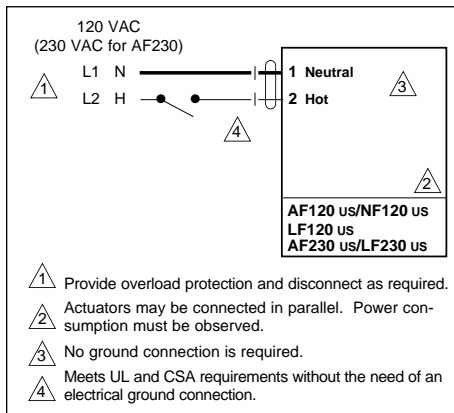 120 VAC
(230 VAC for AF230)
L1 N
1 Neutral
1
3
L2 H
2 Hot
4
2
AF120 US/NF120 US
LF120 US
AF230 US/LF230 US
1 Provide overload protection and disconnect as required.
2 Actuators may be connected in parallel. Power con-
sumption must be observed.
3 No ground connection is required.
4 Meets UL and CSA requirements without the need of an
electrical ground connection.